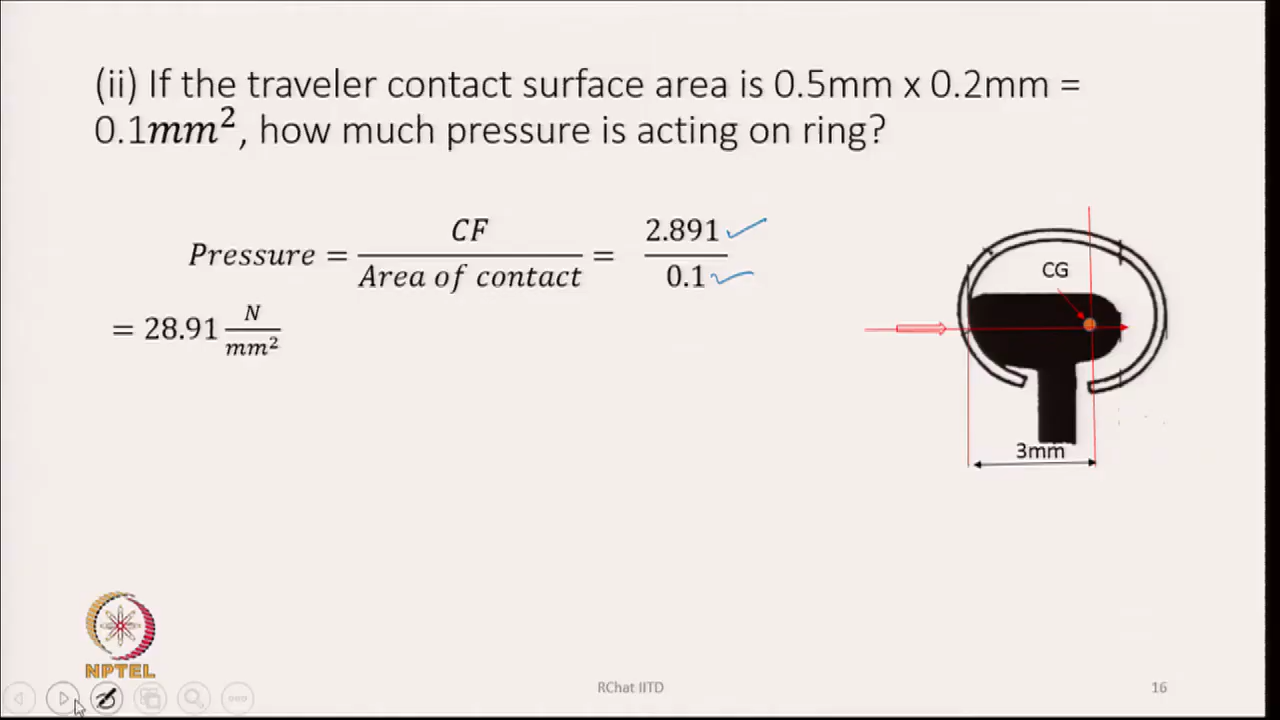 (ii) If the traveler contact surface area is 0.5mm x 0.2mm =
0.1mm², how much pressure is acting on ring?
Pressure = CF / Area of contact = 2.891 / 0.1
= 28.91 N / mm²
CG
3mm
NPTEL
RChat IITD
16